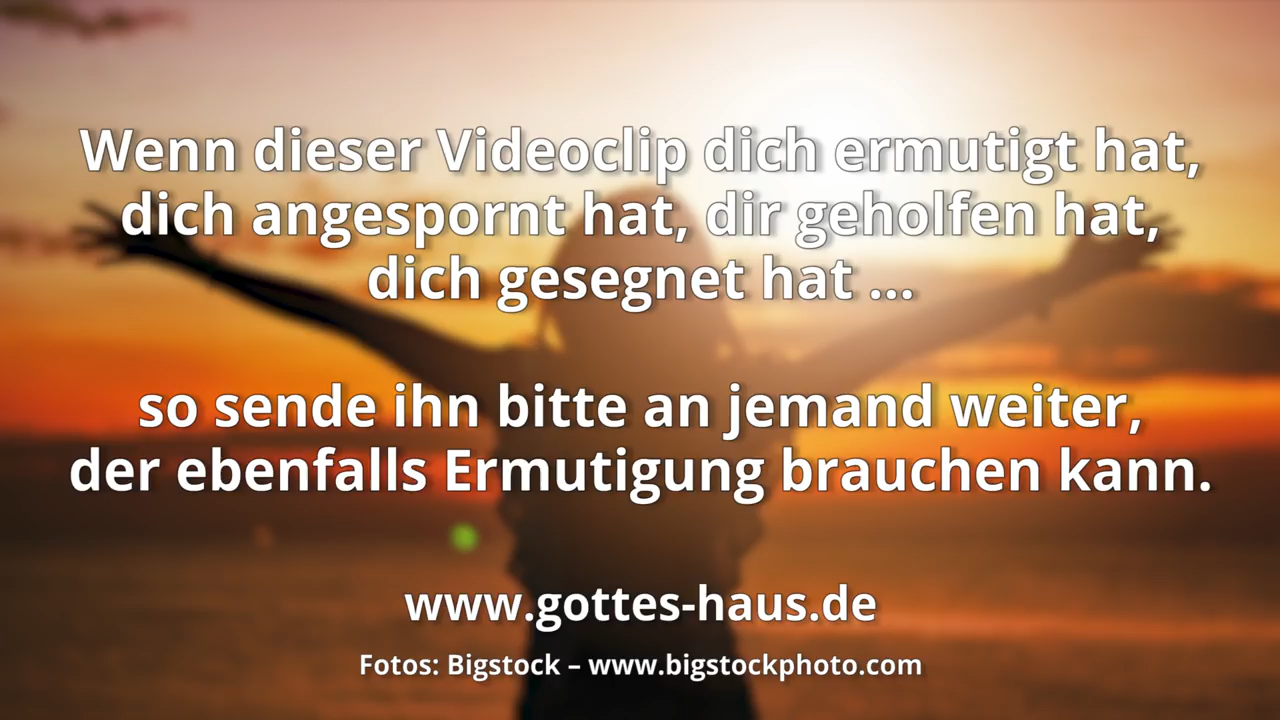 Wenn dieser Videoclip dich ermutigt hat,
dich angespornt hat, dir geholfen hat,
dich gesegnet hat ...
so sende ihn bitte an jemand weiter,
der ebenfalls Ermutigung brauchen kann.
www.gottes-haus.de
Fotos: Bigstock – www.bigstockphoto.com